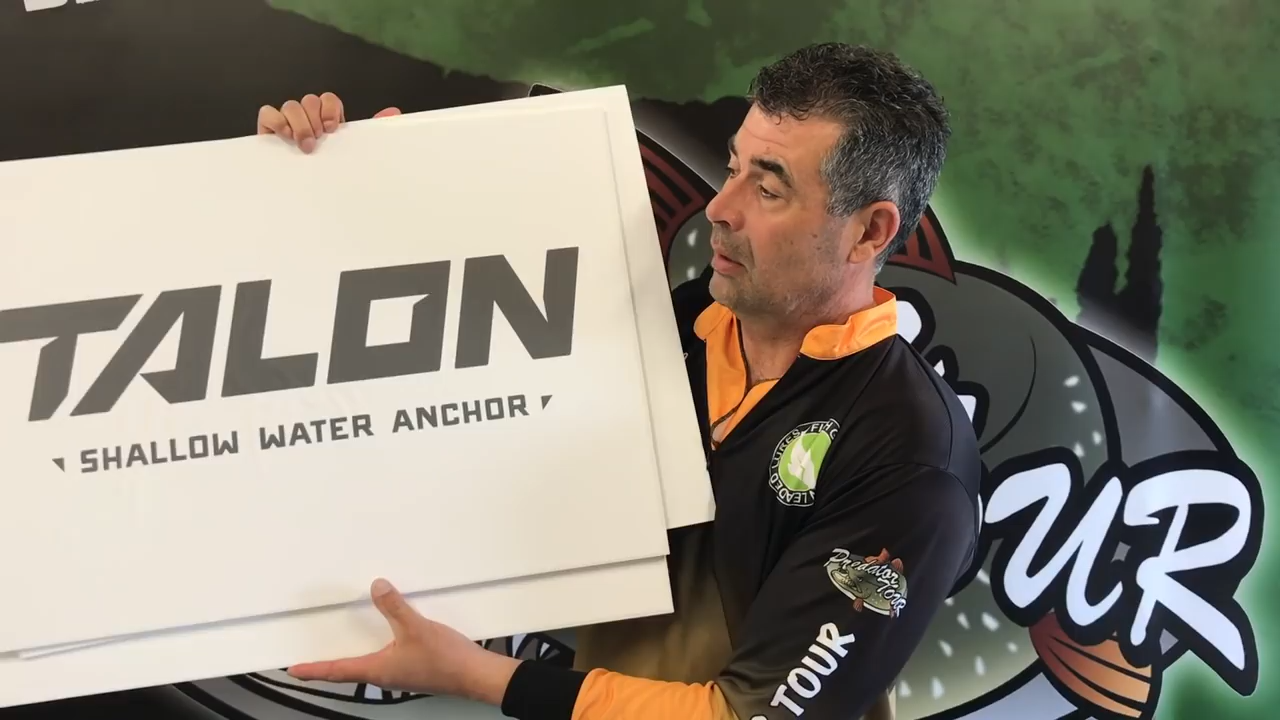 TALON
SHALLOW WATER ANCHOR
Predator
Tour
TOUR
UR